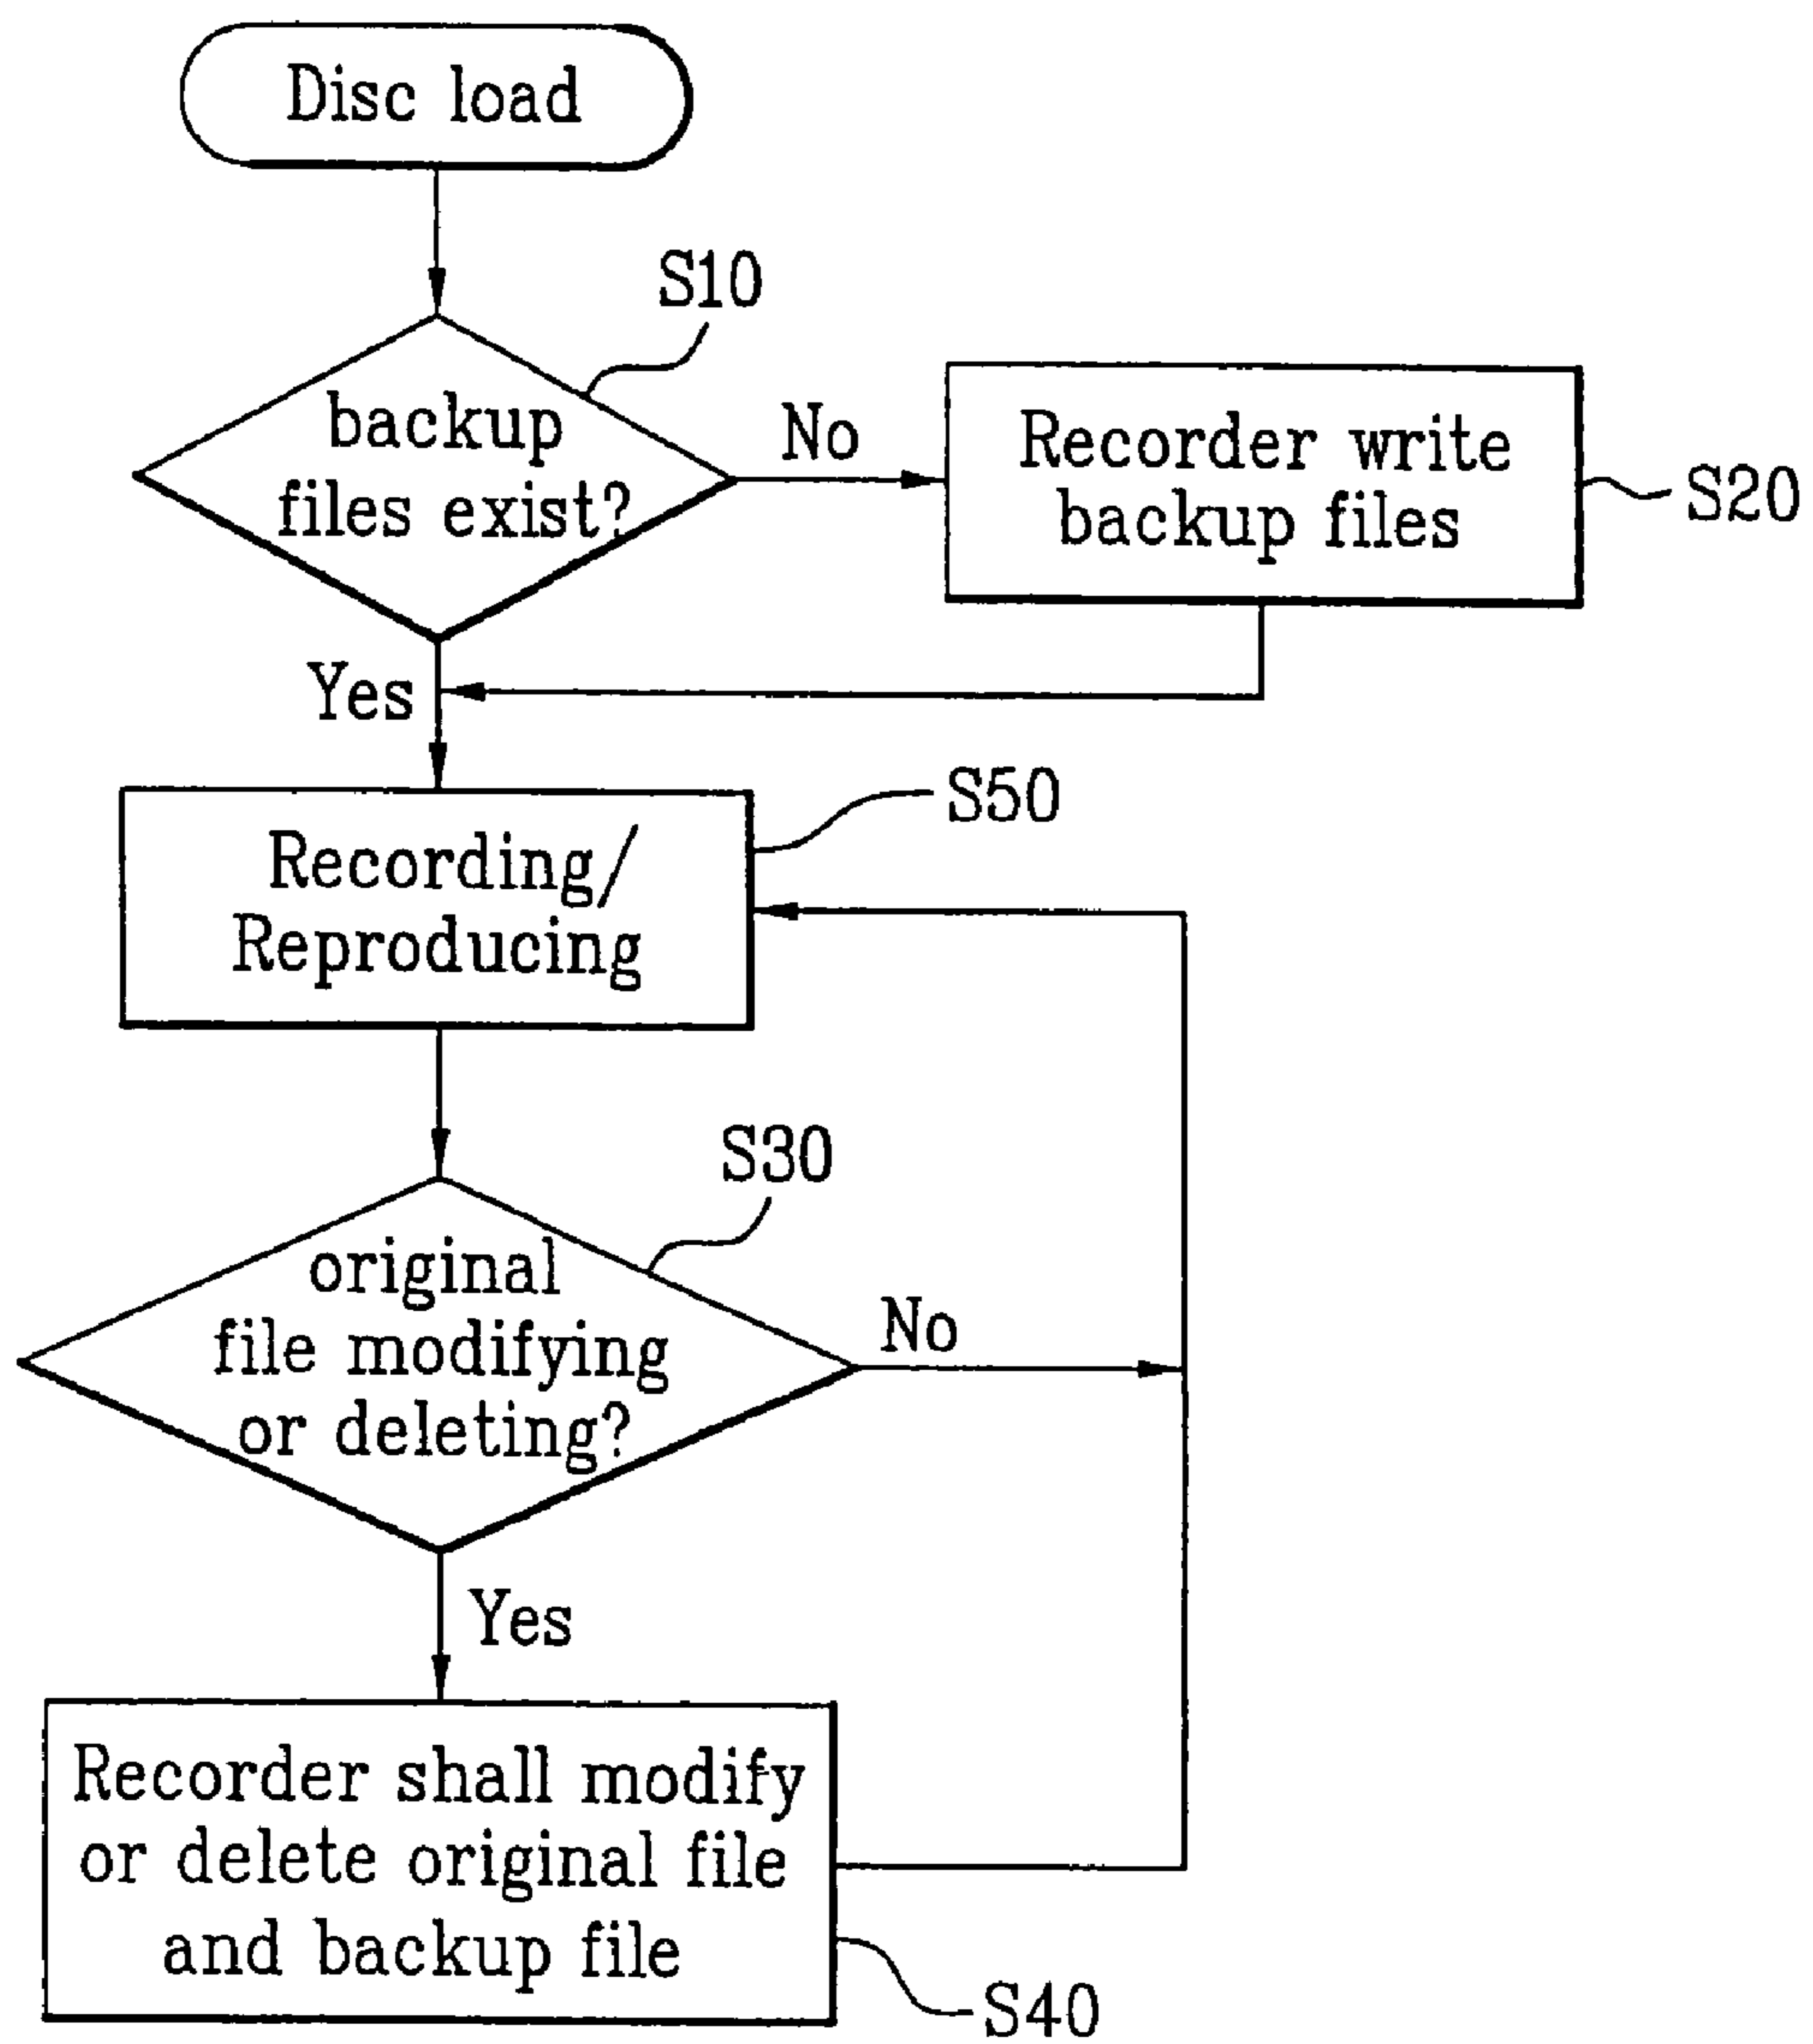 Disc load
S10
backup
files exist?
No
Recorder write
backup files
S20
Yes
S50
Recording/
Reproducing
S30
original
file modifying
or deleting?
No
Yes
Recorder shall modify
or delete original file
and backup file
S40